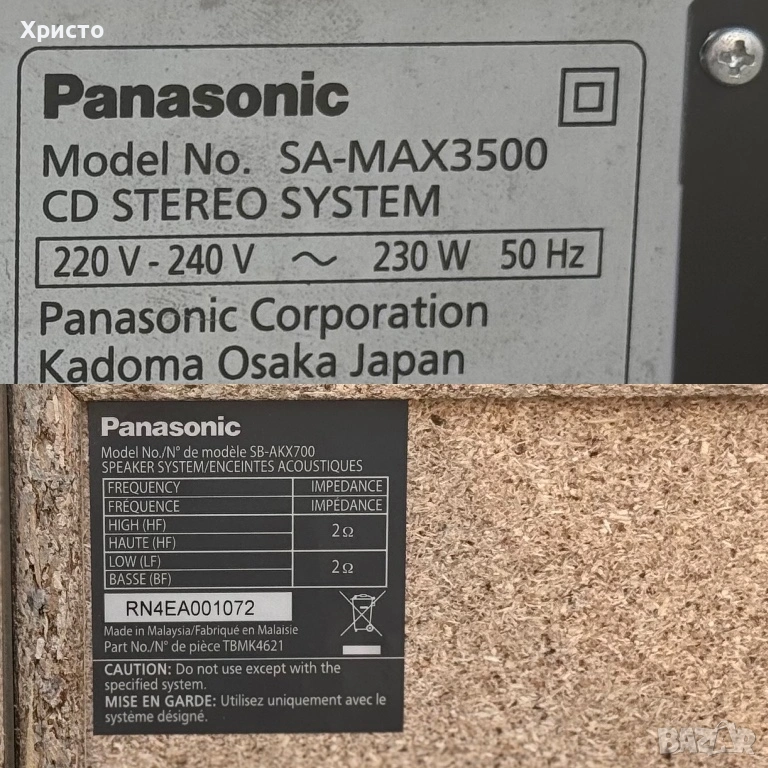 Христо
Panasonic
Model No. SA-MAX3500
CD STEREO SYSTEM
220 V - 240 V ～ 230 W 50 Hz
Panasonic Corporation
Kadoma Osaka Japan
Panasonic
Model No./N° de modèle SB-AKX700
SPEAKER SYSTEM/ENCEINTES ACOUSTIQUES
FREQUENCY IMPEDANCE
FRÉQUENCE IMPÉDANCE
HIGH (HF)
HAUTE (HF)
2Ω
LOW (LF)
BASSE (BF)
2Ω
RN4EA001072
Made in Malaysia/Fabriqué en Malaisie
Part No./N° de pièce TBMK4621
CAUTION: Do not use except with the
specified system.
MISE EN GARDE: Utilisez uniquement avec le
système désigné.
BAZAR